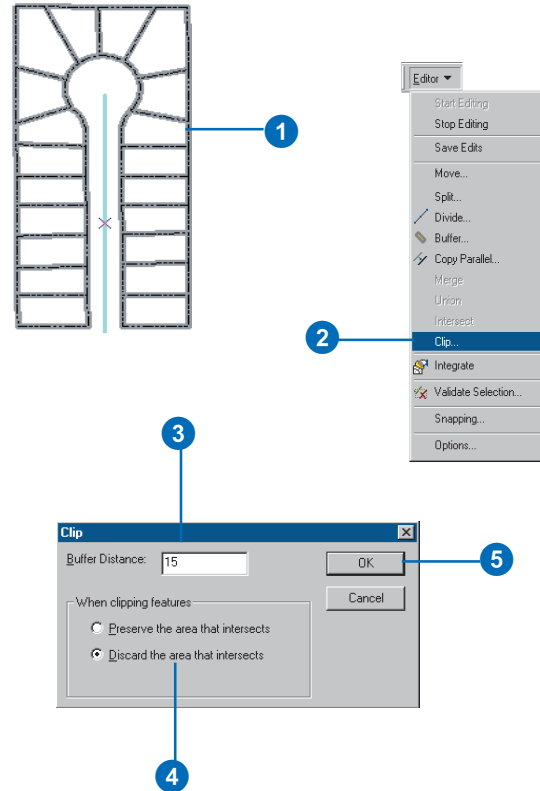 1
Editor
Start Editing
Stop Editing
Save Edits
Move...
Split...
Divide...
Buffer...
Copy Parallel...
Merge
Union
Intersect
2
Clip...
Integrate
Validate Selection...
Snapping...
Options...
3
Clip
Buffer Distance: 15
OK
5
Cancel
When clipping features
Preserve the area that intersects
Discard the area that intersects
4